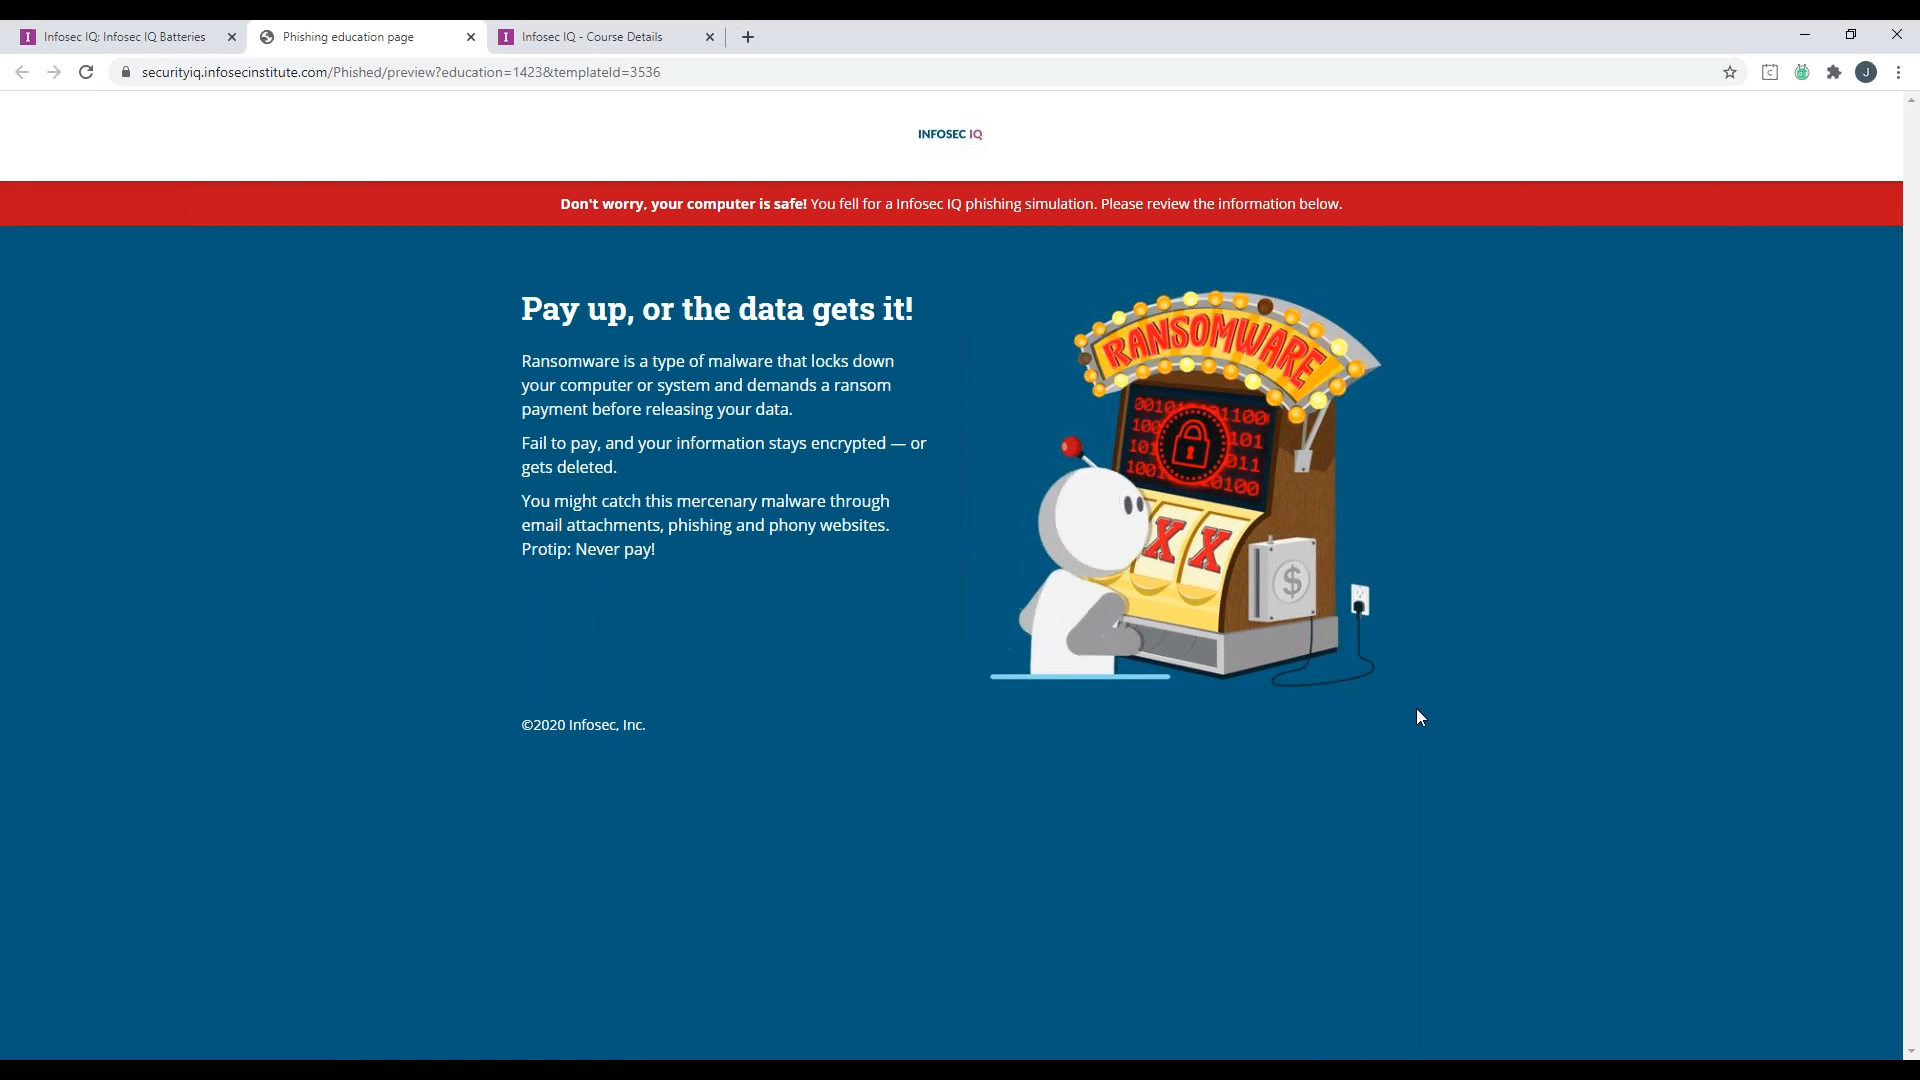 Infosec IQ: Infosec IQ Batteries
Phishing education page
Infosec IQ - Course Details
securityiq.infosecinstitute.com/Phished/preview?education=1423&templateId=3536
J
INFOSEC IQ
Don't worry, your computer is safe! You fell for a Infosec IQ phishing simulation. Please review the information below.
Pay up, or the data gets it!
Ransomware is a type of malware that locks down
your computer or system and demands a ransom
payment before releasing your data.
Fail to pay, and your information stays encrypted — or
gets deleted.
You might catch this mercenary malware through
email attachments, phishing and phony websites.
Protip: Never pay!
RANSOMWARE
X X
$
©2020 Infosec, Inc.